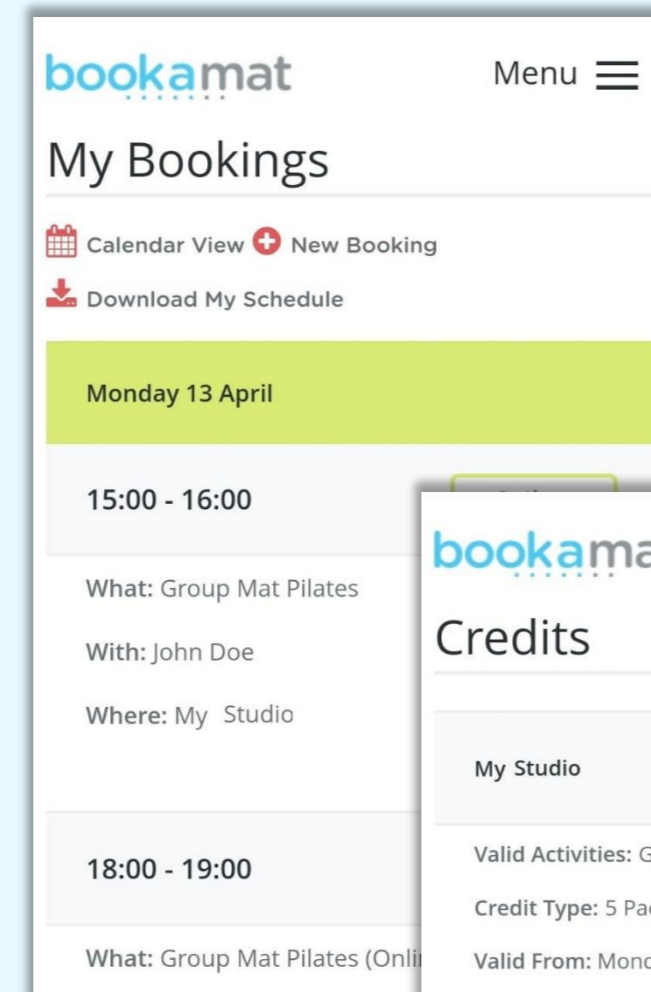 bookamat
Menu
My Bookings
Calendar View New Booking
Download My Schedule
Monday 13 April
15:00 - 16:00
What: Group Mat Pilates
With: John Doe
Where: My Studio
18:00 - 19:00
What: Group Mat Pilates
bookama
Credits
My Studio
Valid Activities: G
Credit Type: 5 Pa
Valid From: Mon